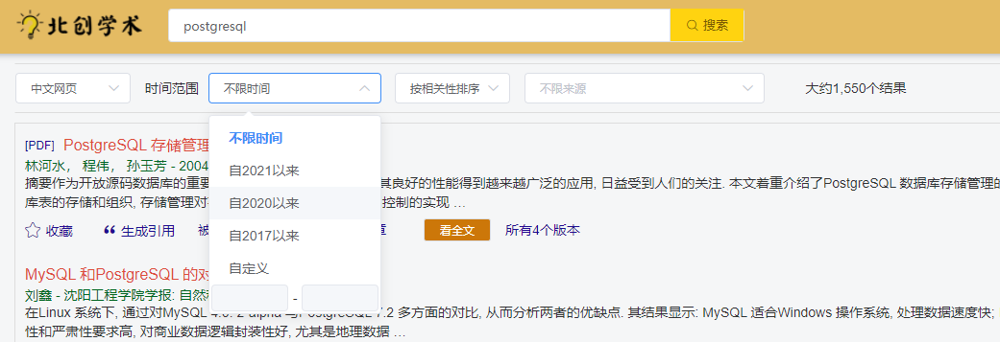 北创学术
postgresql
搜索
中文网页
时间范围
不限时间
按相关性排序
不限来源
大约1,550个结果
不限时间
自2021以来
自2020以来
自2017以来
自定义
-
[PDF] PostgreSQL 存储管理
林河水， 程伟， 孙玉芳 - 2004
摘要作为开放源码数据库的重要 其良好的性能得到越来越广泛的应用, 日益受到人们的关注. 本文着重介绍了PostgreSQL 数据库存储管理的
库表的存储和组织, 存储管理对 控制的实现 …
收藏 生成引用 被 看全文 所有4个版本
MySQL 和PostgreSQL 的对
刘鑫 - 沈阳工程学院学报: 自然
在Linux 系统下, 通过对MySQL 4.0. 2-alpha 与PostgreSQL 7.2 多方面的对比, 从而分析两者的优缺点. 其结果显示: MySQL 适合Windows 操作系统, 处理数据速度快;
性和严肃性要求高, 对商业数据逻辑封装性好, 尤其是地理数据 …